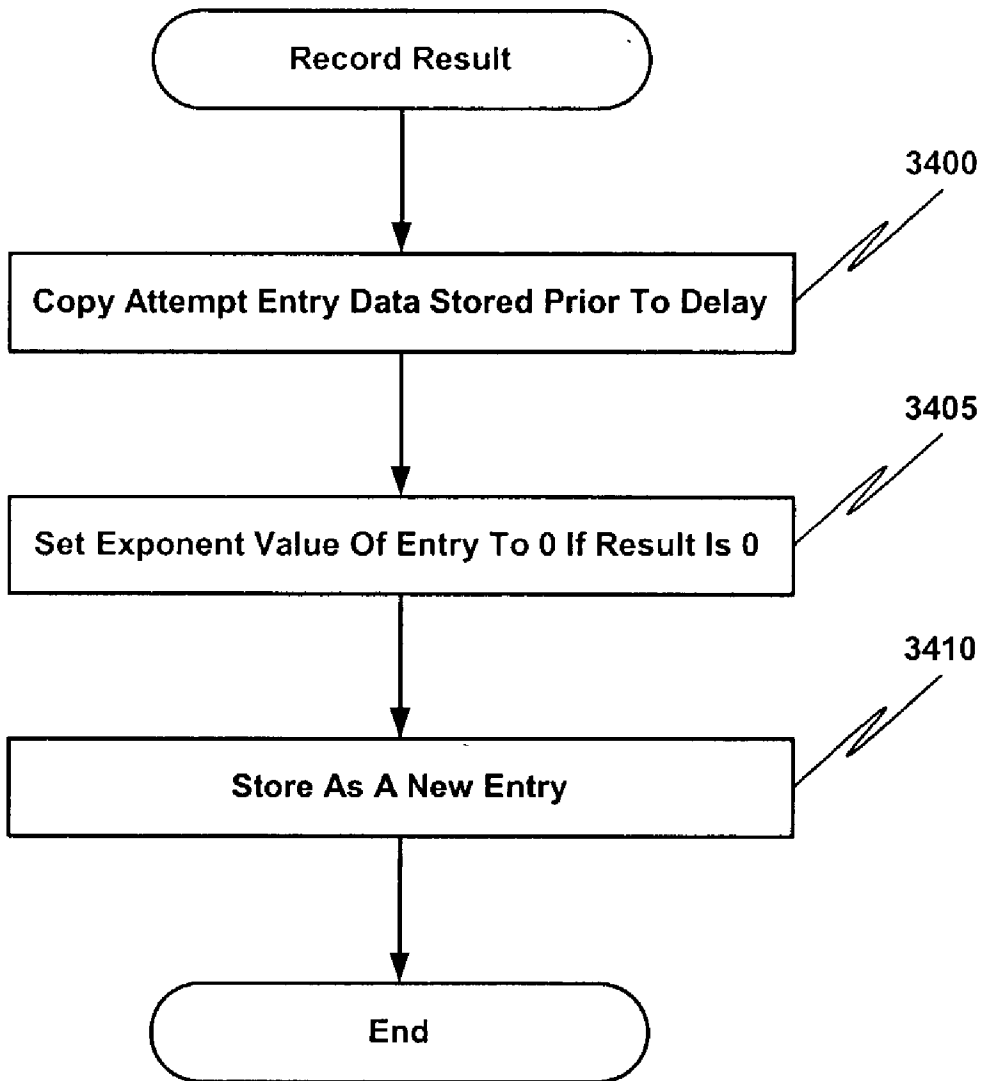 Record Result
3400
Copy Attempt Entry Data Stored Prior To Delay
3405
Set Exponent Value Of Entry To 0 If Result Is 0
3410
Store As A New Entry
End